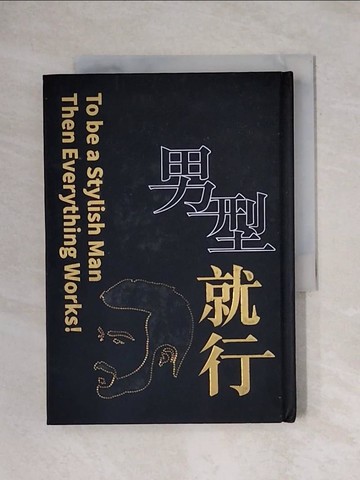 男型
就行
To be a Stylish Man
Then Everything Works!